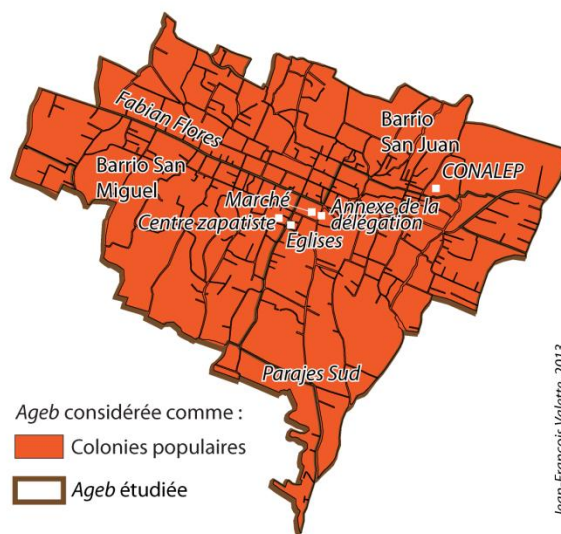 Fabian Flores
Barrio
San Juan
CONALEP
Barrio San
Miguel
Marché
Annexe de la
délégation
Centre zapatiste
Eglises
Parajes Sud
Ageb considérée comme :
Colonies populaires
Ageb étudiée
Jean-François Valette, 2013